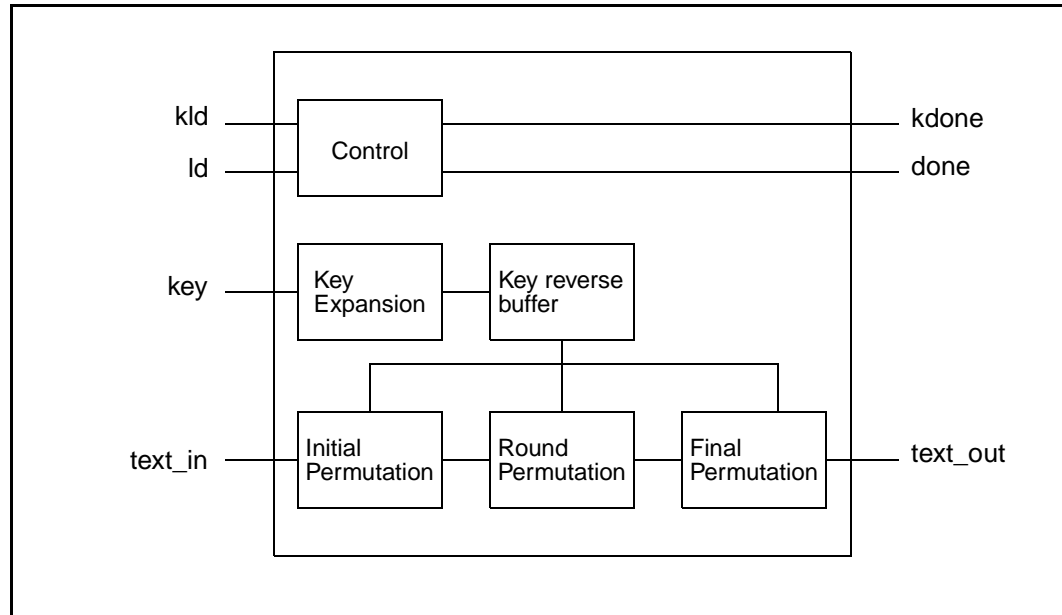 kld
Control
kdone
ld
done
key
Key
Expansion
Key reverse
buffer
text_in
Initial
Permutation
Round
Permutation
Final
Permutation
text_out